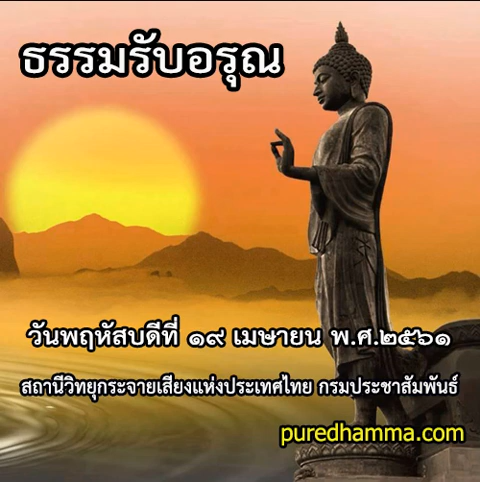 ธรรมรับอรุณ
วันพฤหัสบดีที่ ๑๙ เมษายน พ.ศ.๒๕๖๑
สถานีวิทยุกระจายเสียงแห่งประเทศไทย กรมประชาสัมพันธ์
puredhamma.com